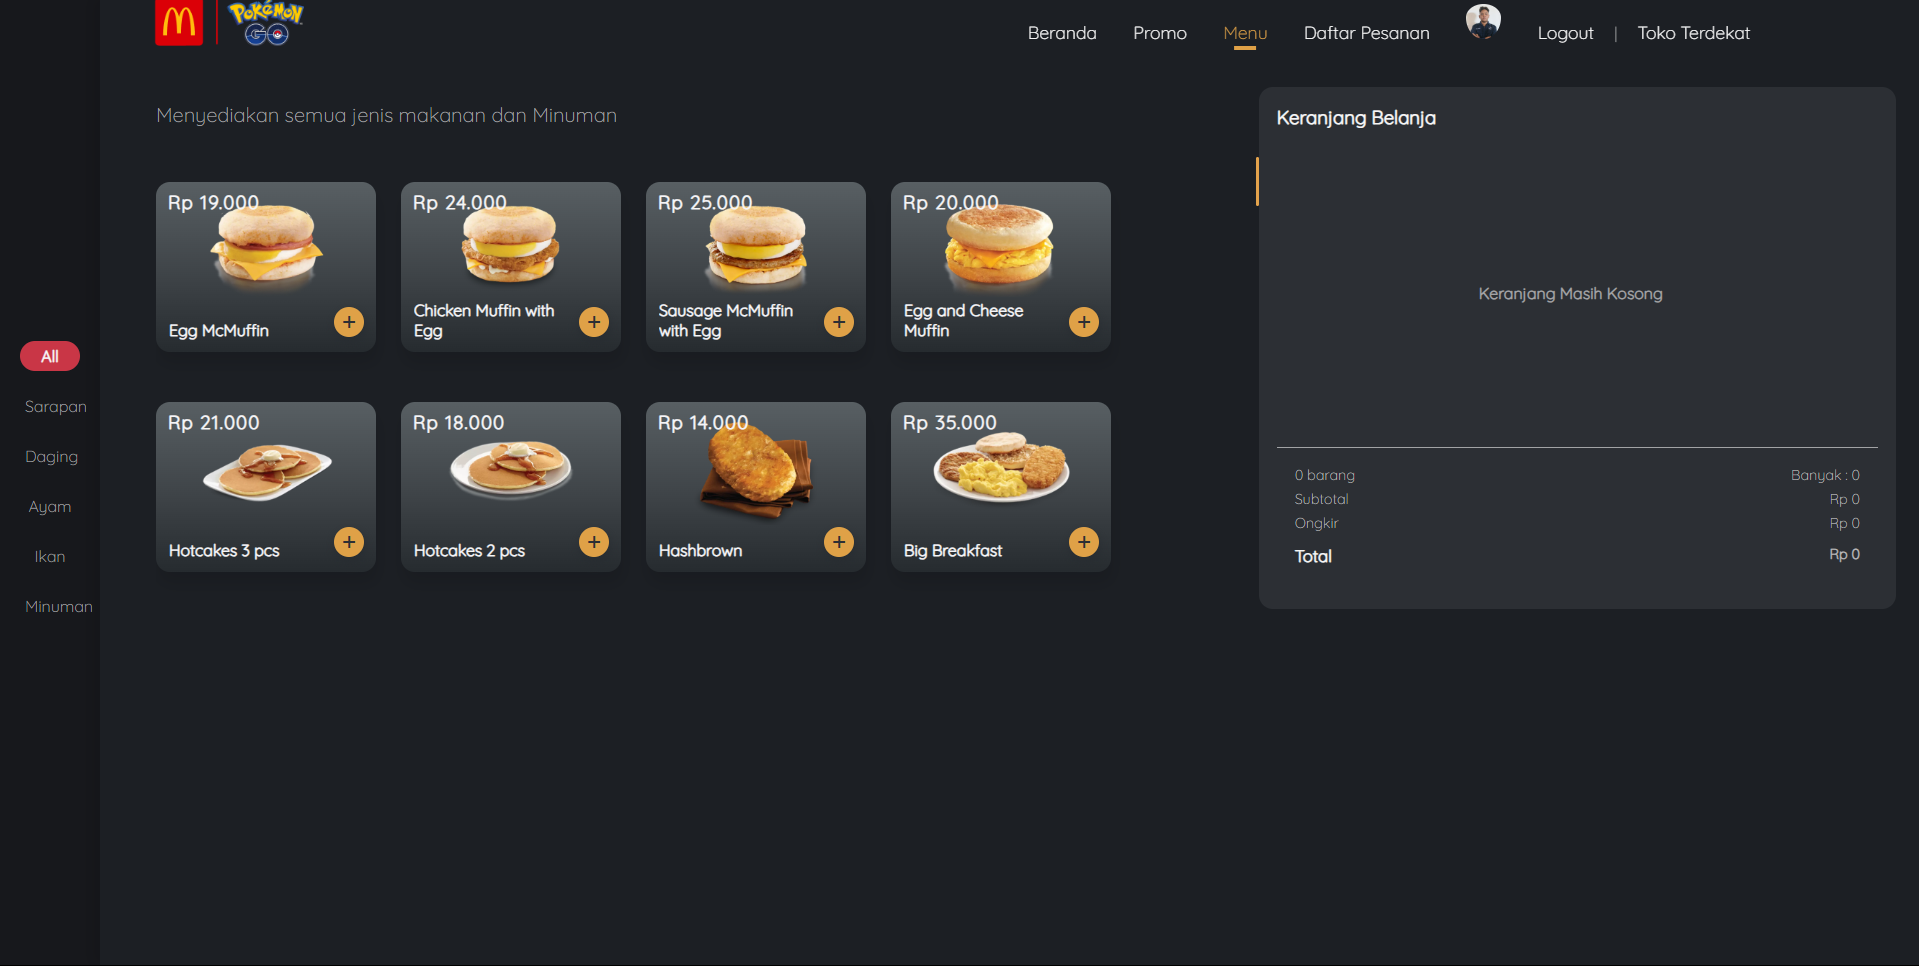 POKÉMON
GO
Beranda
Promo
Menu
Daftar Pesanan
Logout
|
Toko Terdekat
Menyediakan semua jenis makanan dan Minuman
Rp 19.000
Egg McMuffin
+
Rp 24.000
Chicken Muffin with
Egg
+
Rp 25.000
Sausage McMuffin
with Egg
+
Rp 20.000
Egg and Cheese
Muffin
+
Rp 21.000
Hotcakes 3 pcs
+
Rp 18.000
Hotcakes 2 pcs
+
Rp 14.000
Hashbrown
+
Rp 35.000
Big Breakfast
+
All
Sarapan
Daging
Ayam
Ikan
Minuman
Keranjang Belanja
Keranjang Masih Kosong
0 barang
Banyak : 0
Subtotal
Rp 0
Ongkir
Rp 0
Total
Rp 0